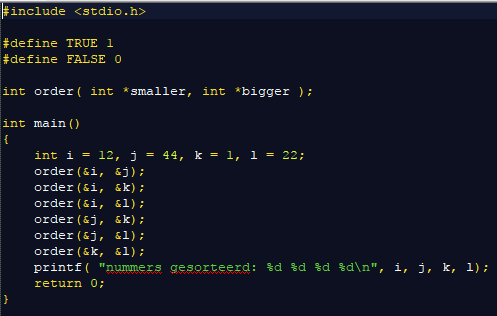 #include <stdio.h>

#define TRUE 1
#define FALSE 0

int order( int *smaller, int *bigger );

int main()
{
    int i = 12, j = 44, k = 1, l = 22;
    order(&i, &j);
    order(&i, &k);
    order(&i, &l);
    order(&j, &k);
    order(&j, &l);
    order(&k, &l);
    printf( "nummers gesorteerd: %d %d %d %d\n", i, j, k, l);
    return 0;
}